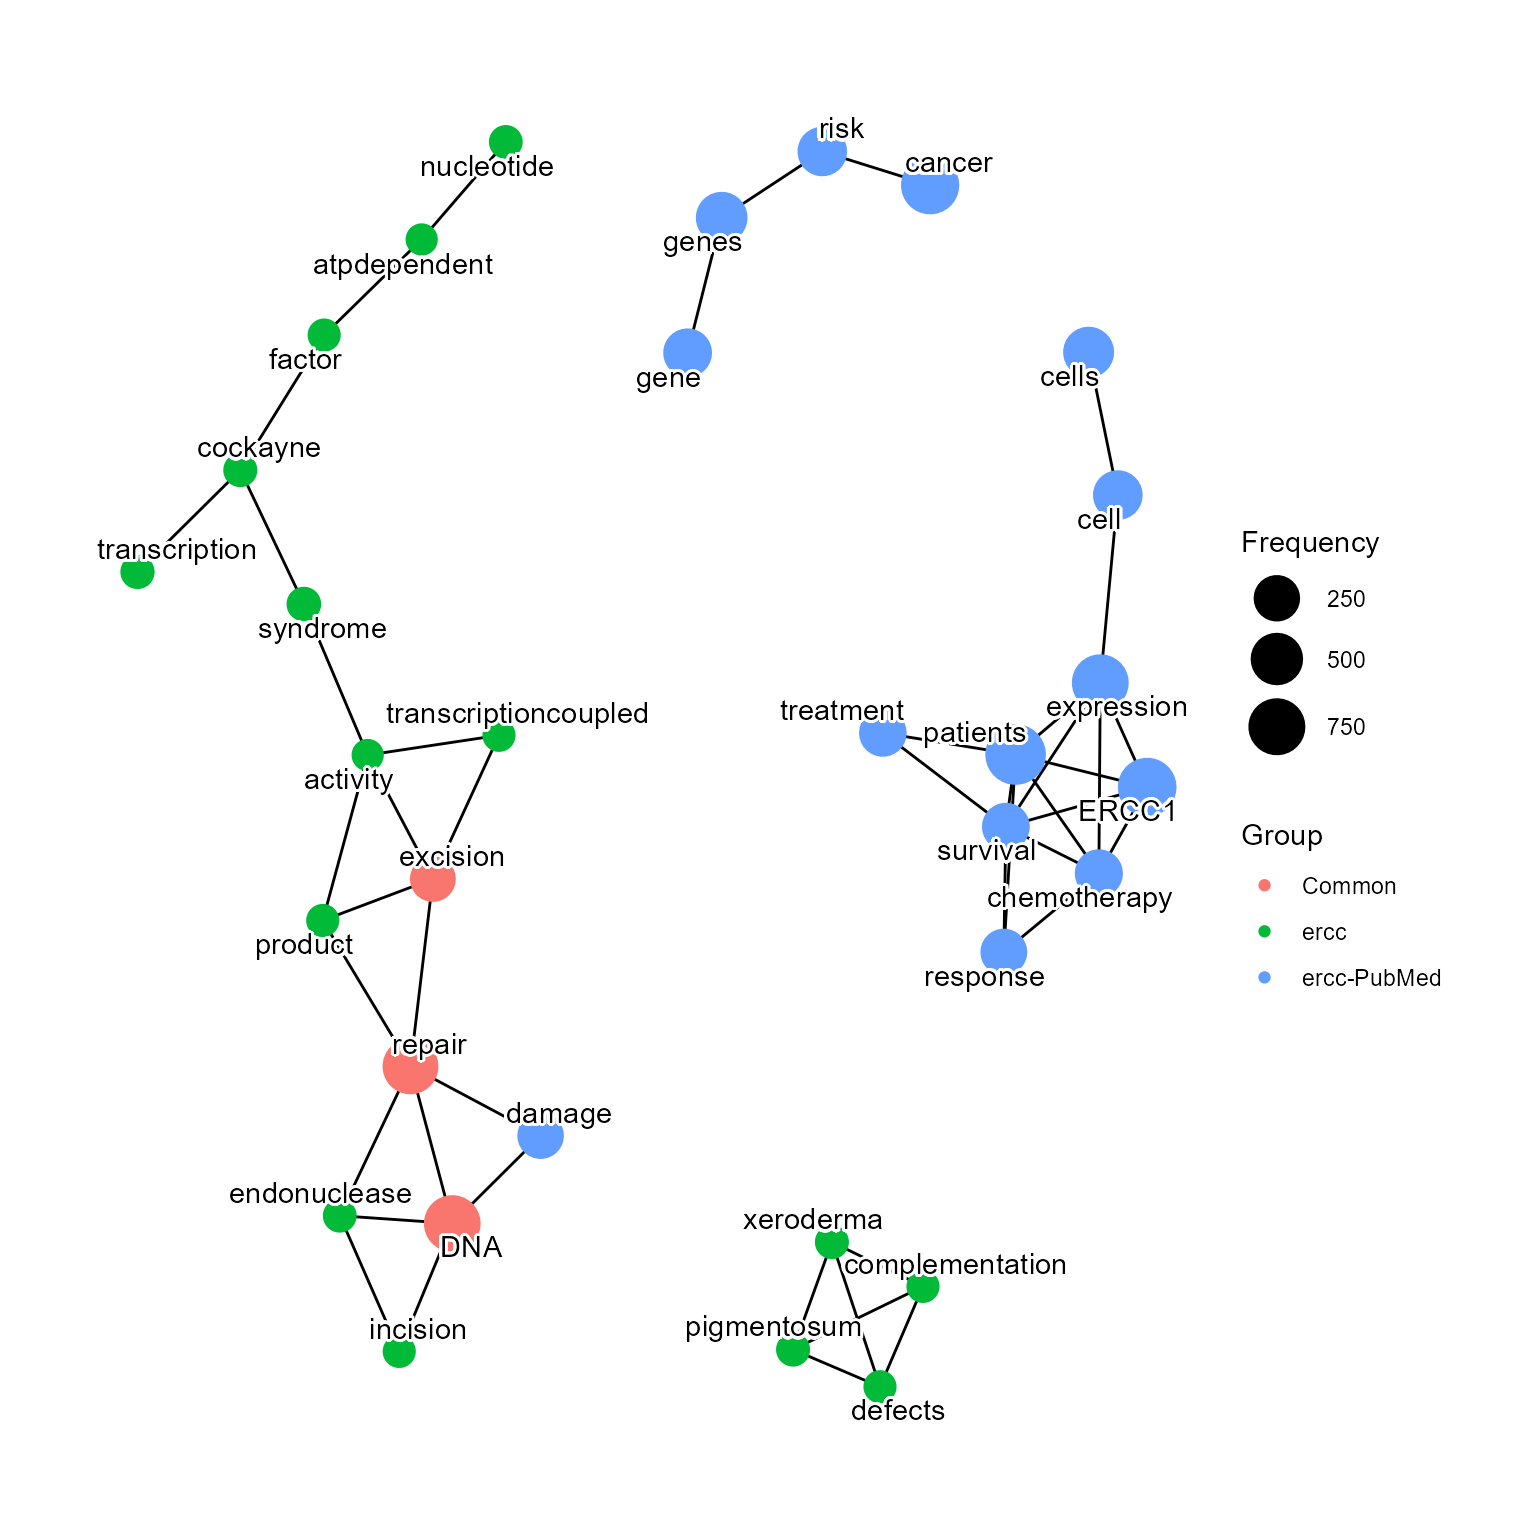 risk
nucleotide
cancer
genes
atpdependent
factor
gene
cells
cockayne
cell
transcription
syndrome
Frequency
250
500
750
transcriptioncoupled
treatment
patients
expression
activity
ERCC1
survival
excision
chemotherapy
product
response
Group
Common
ercc
ercc-PubMed
repair
damage
endonuclease
DNA
incision
xeroderma
complementation
pigmentosum
defects